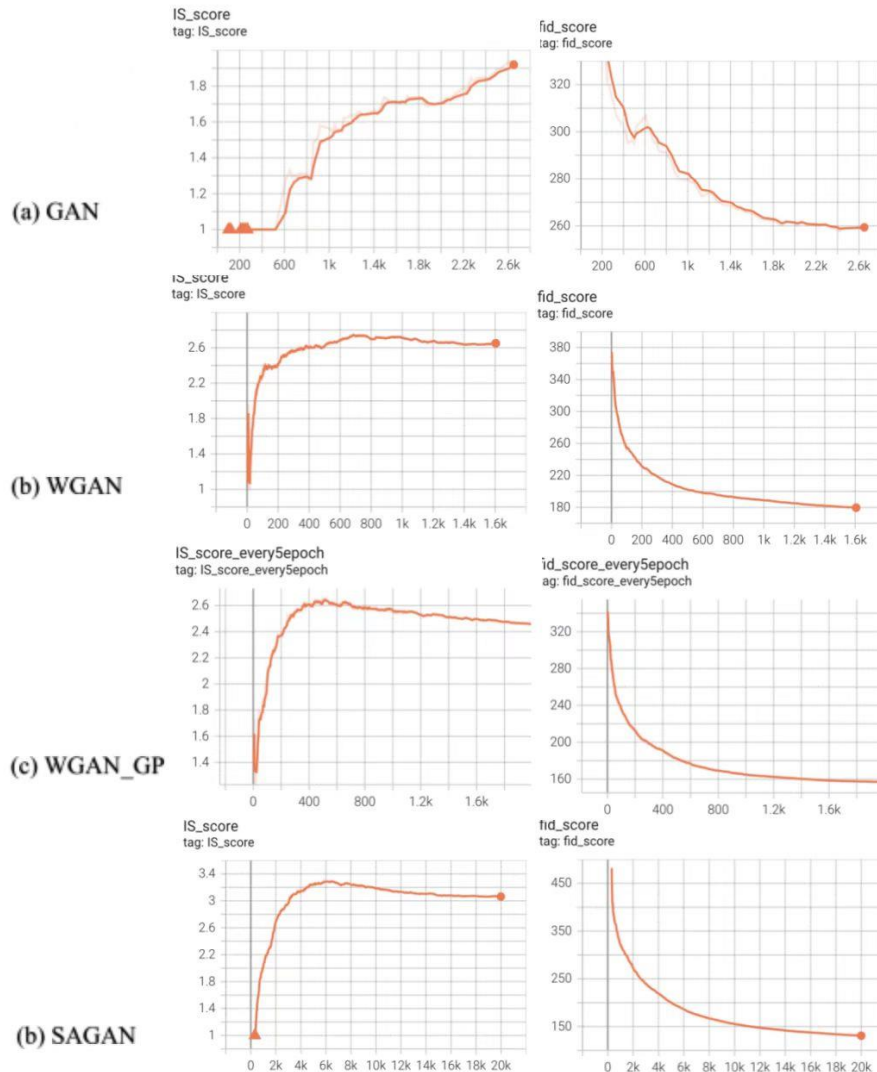 IS_score
tag: IS_score
1.8
1.6
1.4
1.2
1
200 600 1k 1.4k 1.8k 2.2k 2.6k
fid_score
tag: fid_score
320
300
280
260
200 600 1k 1.4k 1.8k 2.2k 2.6k
(a) GAN
IS_score
tag: IS_score
2.6
2.2
1.8
1.4
1
0 200 400 600 800 1k 1.2k 1.4k 1.6k
fid_score
tag: fid_score
380
340
300
260
220
180
0 200 400 600 800 1k 1.2k 1.4k 1.6k
(b) WGAN
IS_score_every5epoch
tag: IS_score_every5epoch
2.6
2.4
2.2
2
1.8
1.6
1.4
0 400 800 1.2k 1.6k
fid_score_every5epoch
tag: fid_score_every5epoch
320
280
240
200
160
0 400 800 1.2k 1.6k
(c) WGAN_GP
IS_score
tag: IS_score
3.4
3
2.6
2.2
1.8
1.4
1
0 2k 4k 6k 8k 10k 12k 14k 16k 20k
fid_score
tag: fid_score
450
350
250
150
0 2k 4k 6k 8k 10k 12k 14k 16k 18k 20k
(b) SAGAN